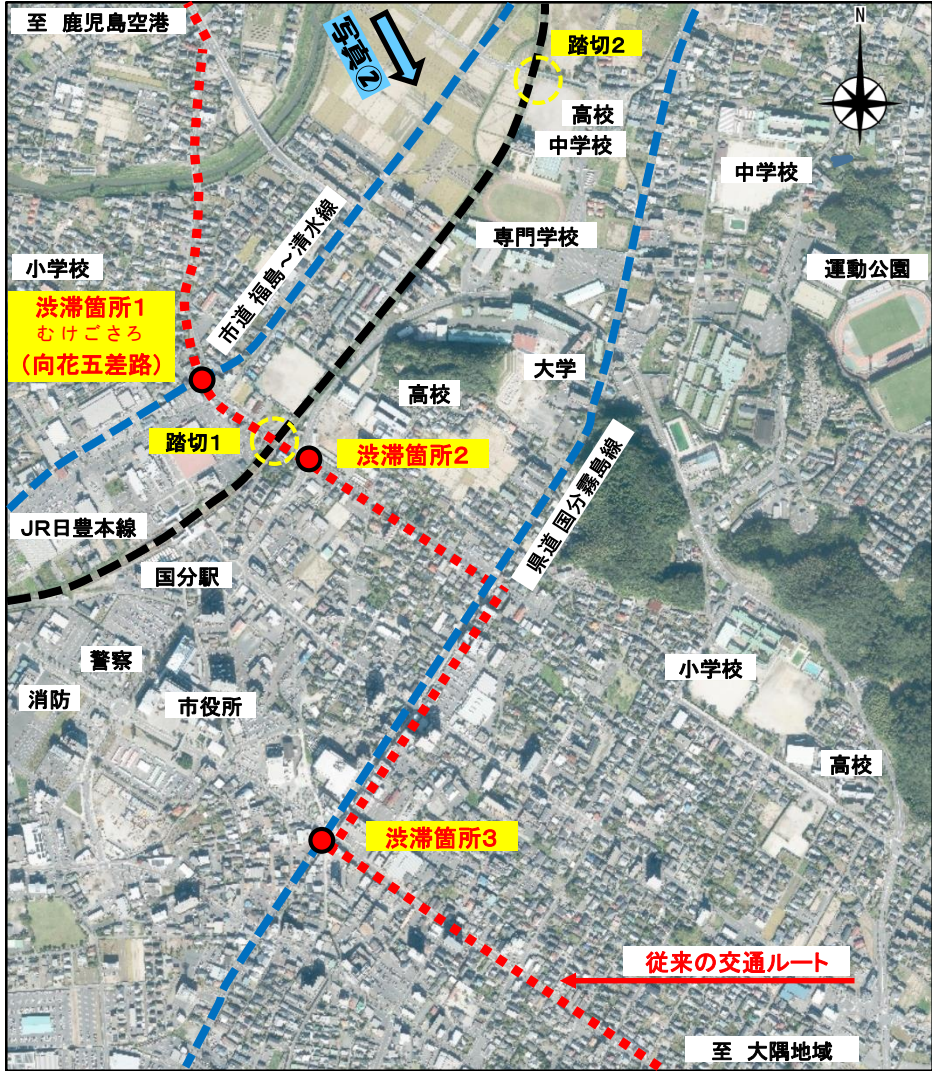 至 鹿児島空港
写真②
踏切2
N
高校
中学校
中学校
市道 福島～清水線
専門学校
小学校
運動公園
渋滞箇所1
むけごさろ
(向花五差路)
大学
高校
踏切1
渋滞箇所2
県道 国分霧島線
JR日豊本線
国分駅
警察
小学校
消防
市役所
高校
渋滞箇所3
従来の交通ルート
至 大隅地域